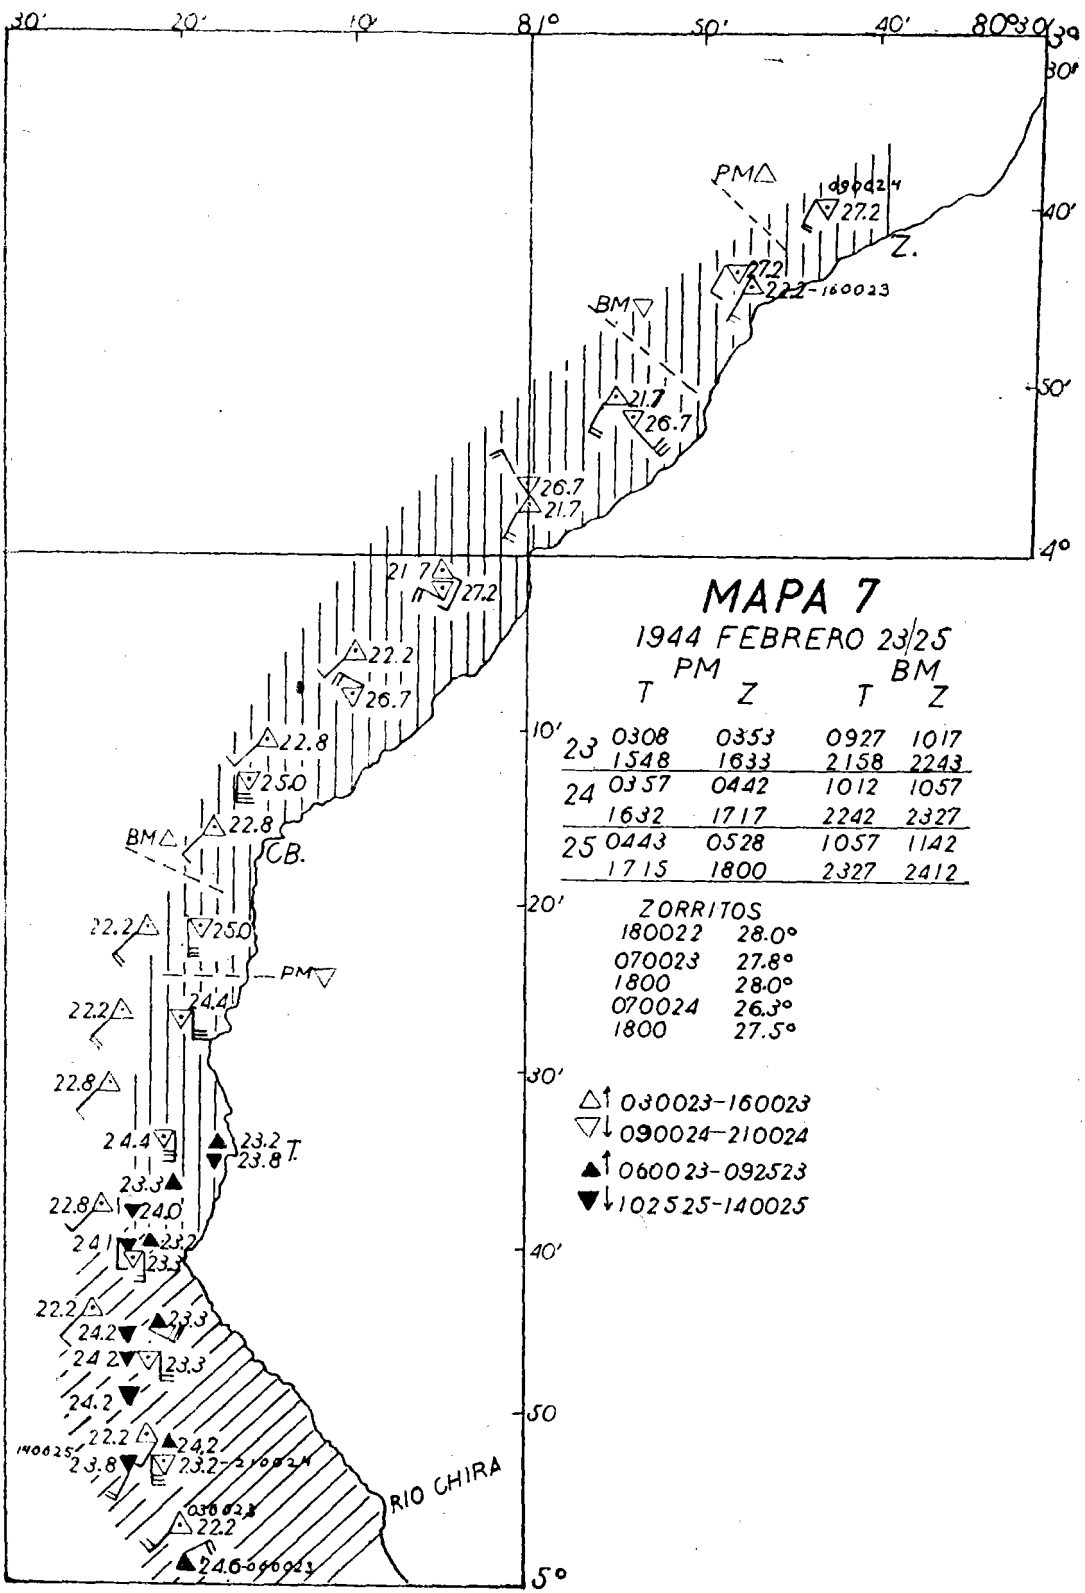 30' 20' 10' 81° 50' 40' 80°30' 3°
30'
PM△
090024
27.2
40'
Z.
27.2
22.2-160023
BM▽
50'
21.7
26.7
26.7
21.7
4°
21.7
27.2
MAPA 7
1944 FEBRERO 23/25
PM BM
T Z T Z
23 0308 0353 0927 1017
1548 1633 2158 2243
24 0357 0442 1012 1057
1632 1717 2242 2327
25 0443 0528 1057 1142
1715 1800 2327 2412
22.2
26.7
10'
22.8
25.0
22.8
BM△
CB.
20'
22.2 25.0
PM▽
24.4
22.2
30'
22.8
ZORRITOS
180022 28.0°
070023 27.8°
1800 28.0°
070024 26.3°
1800 27.5°
△↑ 030023-160023
▽↓ 090024-210024
▲↑ 060023-092523
▼↓ 102525-140025
24.4 23.2
23.8 T.
23.3
22.8 24.0
24.1 23.2
23.3
40'
22.2 23.3
24.2
24.2 23.3
24.2
50
22.2 24.2
140025
23.8 23.2-210024
RIO CHIRA
030023
22.2
24.6-060023
5°